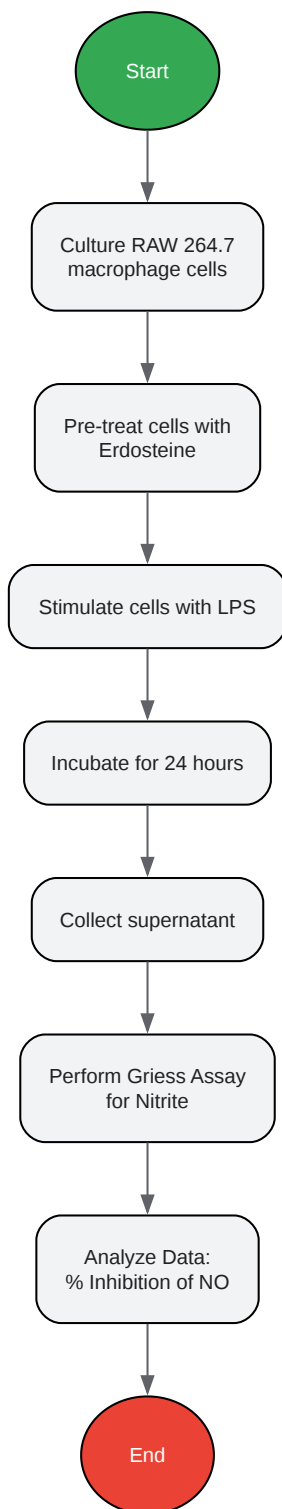 Start
Culture RAW 264.7
macrophage cells
Pre-treat cells with
Erdosteine
Stimulate cells with LPS
Incubate for 24 hours
Collect supernatant
Perform Griess Assay
for Nitrite
Analyze Data:
% Inhibition of NO
End